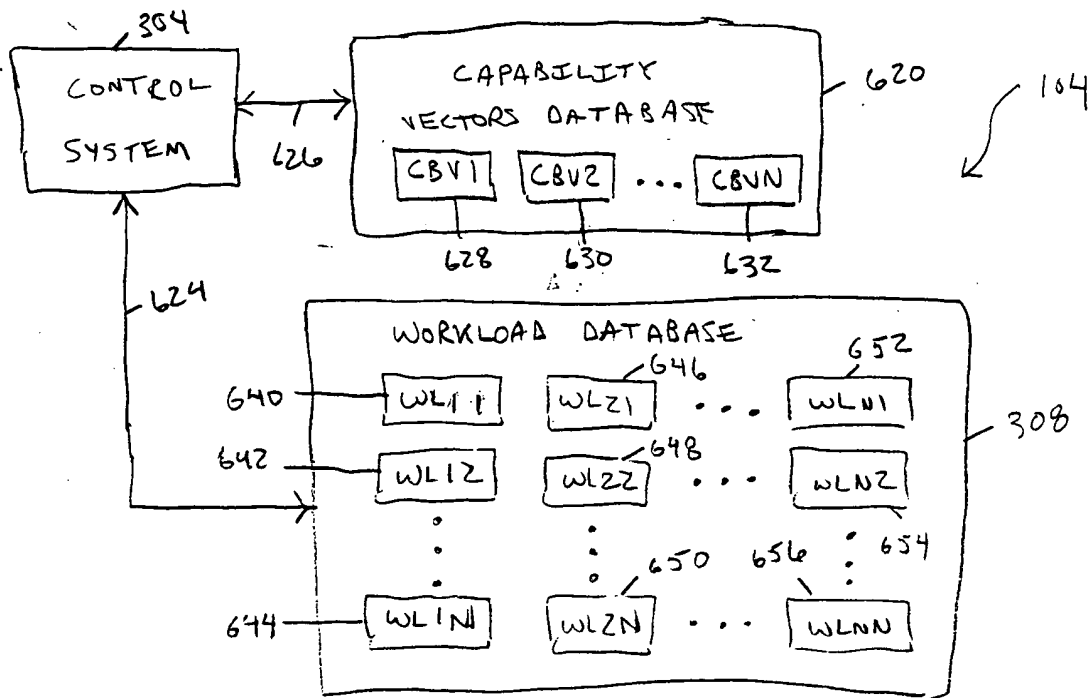 304
CONTROL
SYSTEM
626
CAPABILITY
VECTORS DATABASE
CBV1 CBV2 ... CBVN
628 630 632
620
104
624
WORKLOAD DATABASE
640 WL11 WL21 646 ... WLN1 652
308
642 WL12 WL22 648 ... WLN2
654
644 WL1N WL2N 650 ... 656 WLNN